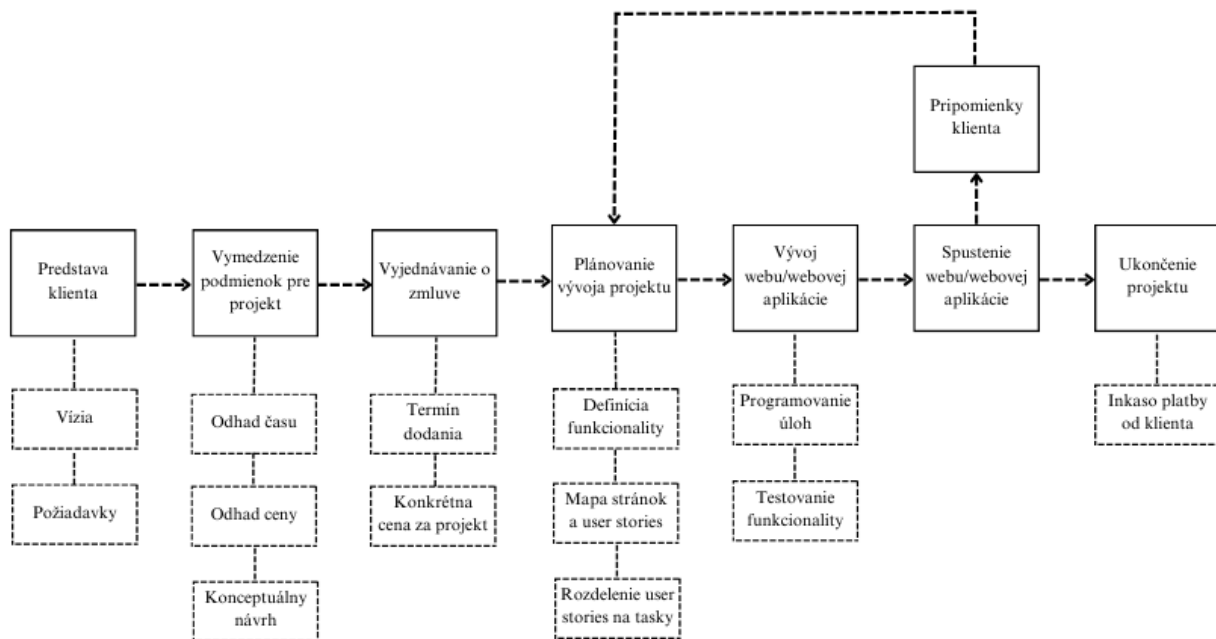 Pripomienky
klienta
Predstava
klienta
Vymedzenie
podmienok pre
projekt
Vyjednávanie o
zmluve
Plánovanie
vývoja projektu
Vývoj
webu/webovej
aplikácie
Spustenie
webu/webovej
aplikácie
Ukončenie
projektu
Vízia
Požiadavky
Odhad času
Odhad ceny
Konceptuálny
návrh
Termín
dodania
Konkrétna
cena za projekt
Definícia
funkcionality
Mapa stránok
a user stories
Rozdelenie user
stories na tasky
Programovanie
úloh
Testovanie
funkcionality
Inkaso platby
od klienta